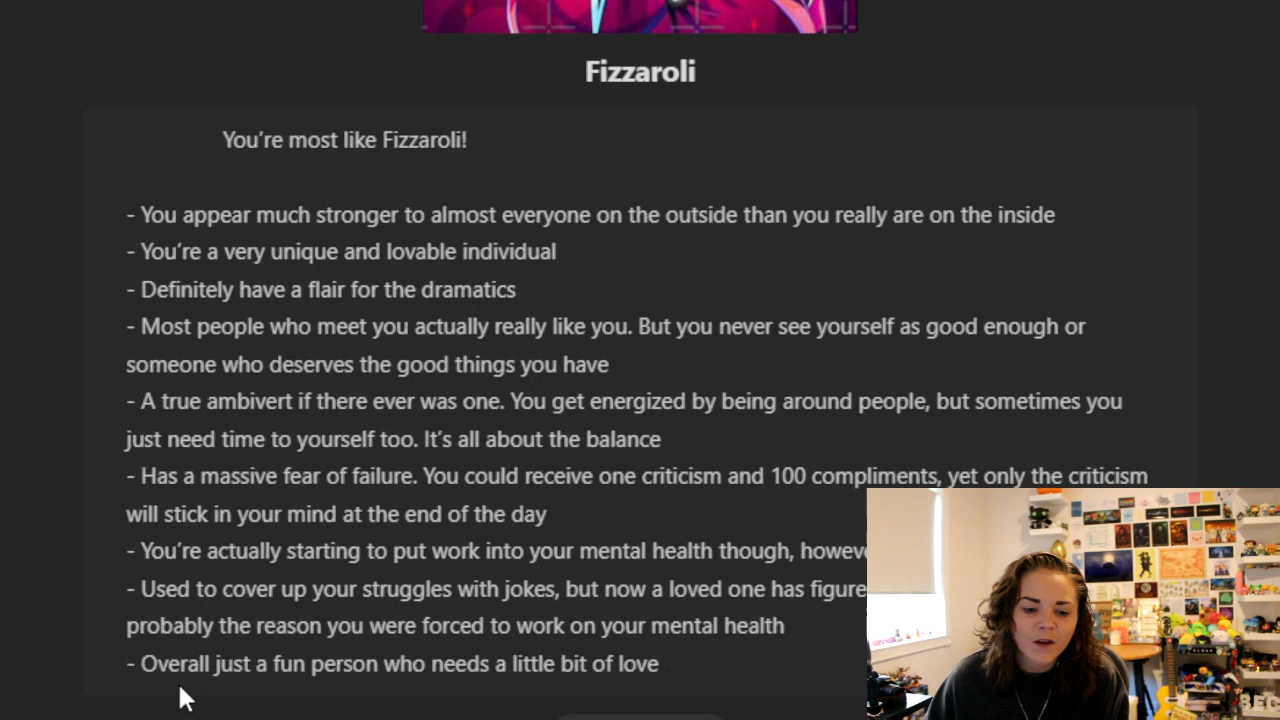 Fizzaroli
You're most like Fizzaroli!
- You appear much stronger to almost everyone on the outside than you really are on the inside
- You're a very unique and lovable individual
- Definitely have a flair for the dramatics
- Most people who meet you actually really like you. But you never see yourself as good enough or
someone who deserves the good things you have
- A true ambivert if there ever was one. You get energized by being around people, but sometimes you
just need time to yourself too. It's all about the balance
- Has a massive fear of failure. You could receive one criticism and 100 compliments, yet only the criticism
will stick in your mind at the end of the day
- You're actually starting to put work into your mental health though,
- Used to cover up your struggles with jokes, but now a loved one has
probably the reason you were forced to work on your mental health
- Overall just a fun person who needs a little bit of love